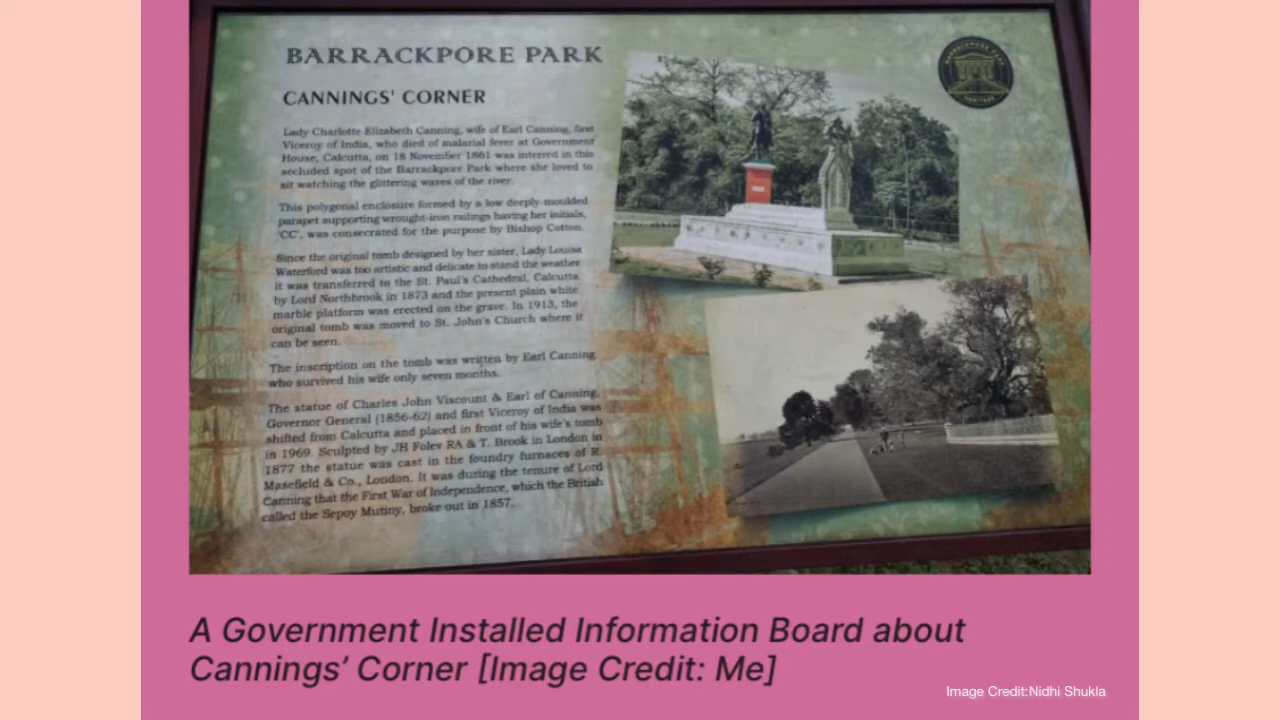 BARRACKPORE PARK
CANNINGS' CORNER
Lady Charlotte Elizabeth Canning, wife of Earl Canning, first
Viceroy of India, who died of malarial fever at Government
House, Calcutta, on 18 November 1861 was interred in this
secluded spot of the Barrackpore Park where she loved to
sit watching the glittering waves of the river.
This polygonal enclosure formed by a low deeply-moulded
parapet supporting wrought-iron railings having her initials,
'CC', was consecrated for the purpose by Bishop Cotton.
Since the original tomb designed by her sister, Lady Louisa
Waterford was too artistic and delicate to stand the weather
it was transferred to the St. Paul's Cathedral, Calcutta
by Lord Northbrook in 1873 and the present plain white
marble platform was erected on the grave. In 1913, the
original tomb was moved to St. John's Church where it
can be seen.
The inscription on the tomb was written by Earl Canning
who survived his wife only seven months.
The statue of Charles John Viscount & Earl of Canning,
Governor General (1856-62) and first Viceroy of India was
shifted from Calcutta and placed in front of his wife's tomb
in 1969. Sculpted by JH Foley RA & T. Brook in London in
1877 the statue was cast in the foundry furnaces of R.
Masefield & Co., London. It was during the tenure of Lord
Canning that the First War of Independence, which the British
called the Sepoy Mutiny, broke out in 1857.
BARRACKPORE PARK
HERITAGE
A Government Installed Information Board about
Cannings' Corner [Image Credit: Me]
Image Credit:Nidhi Shukla